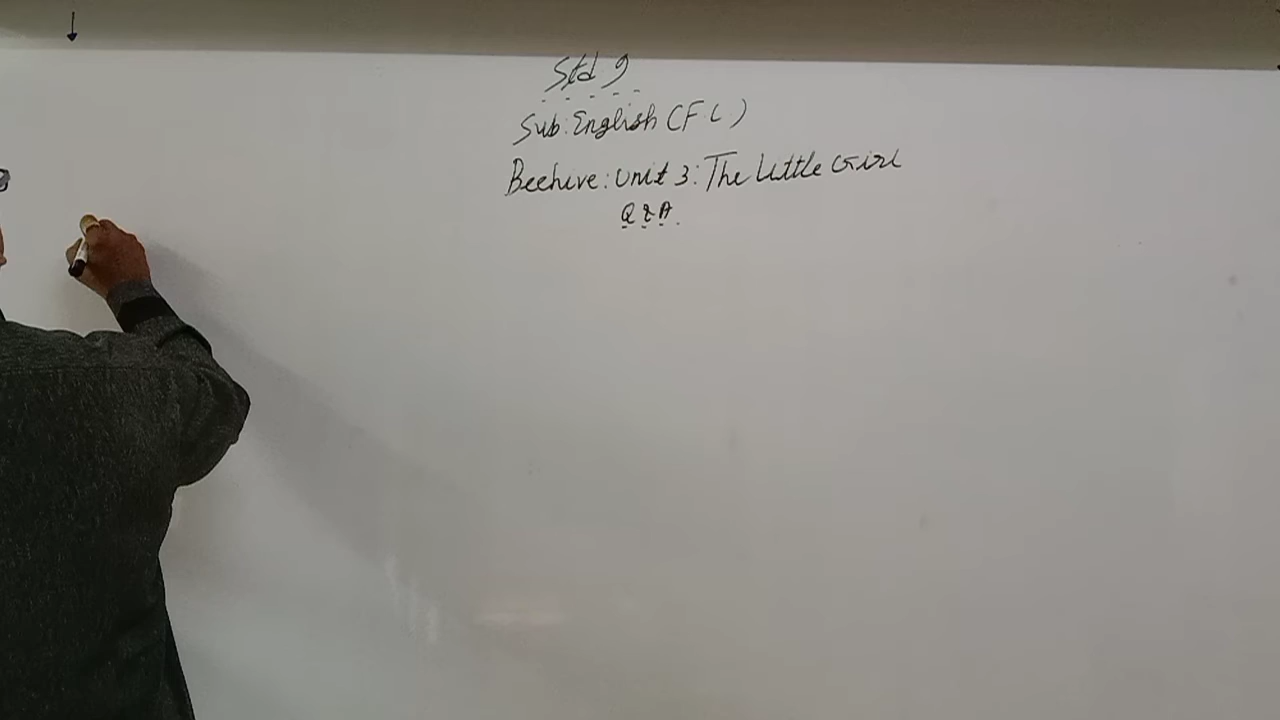 Std 9
Sub: English (FL)
Beehive: Unit 3: The Little Girl
Q & A.